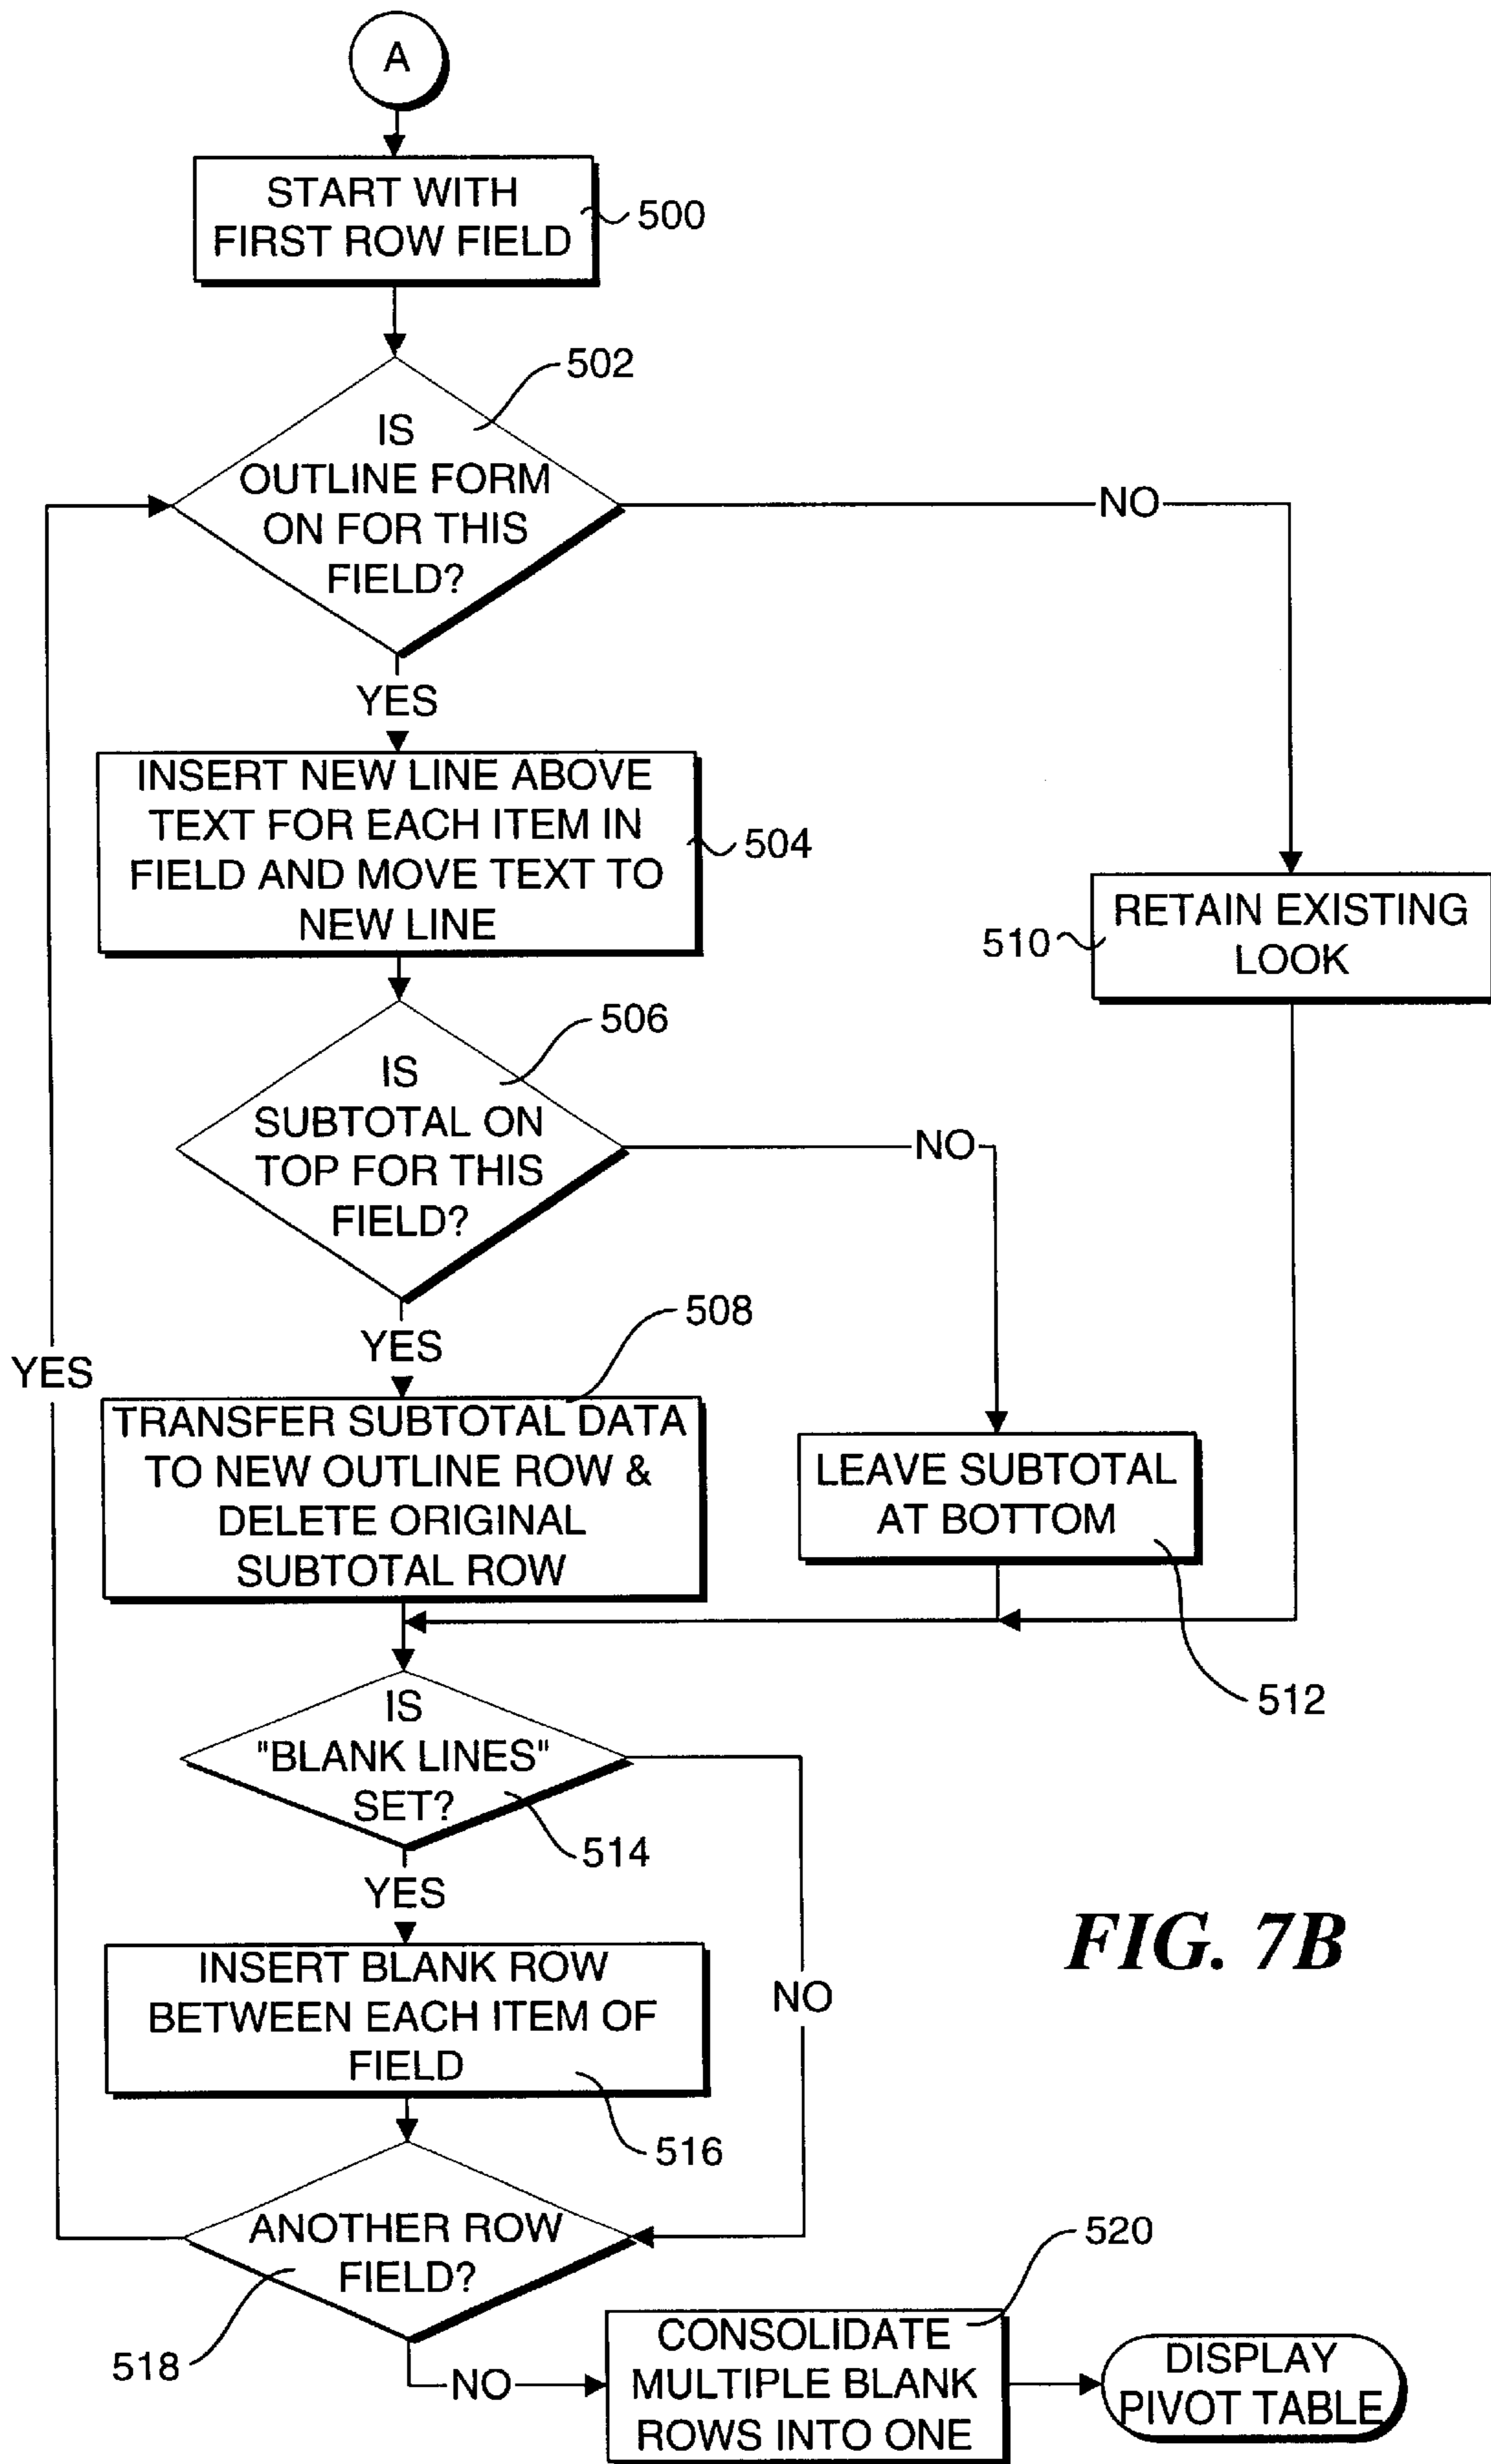 A
START WITH
FIRST ROW FIELD
500
502
IS
OUTLINE FORM
ON FOR THIS
FIELD?
NO
YES
INSERT NEW LINE ABOVE
TEXT FOR EACH ITEM IN
FIELD AND MOVE TEXT TO
NEW LINE
504
RETAIN EXISTING
LOOK
510
506
IS
SUBTOTAL ON
TOP FOR THIS
FIELD?
NO
YES
508
YES
TRANSFER SUBTOTAL DATA
TO NEW OUTLINE ROW &
DELETE ORIGINAL
SUBTOTAL ROW
LEAVE SUBTOTAL
AT BOTTOM
512
IS
"BLANK LINES"
SET?
514
YES
NO
INSERT BLANK ROW
BETWEEN EACH ITEM OF
FIELD
516
FIG. 7B
ANOTHER ROW
FIELD?
518
NO
520
CONSOLIDATE
MULTIPLE BLANK
ROWS INTO ONE
DISPLAY
PIVOT TABLE